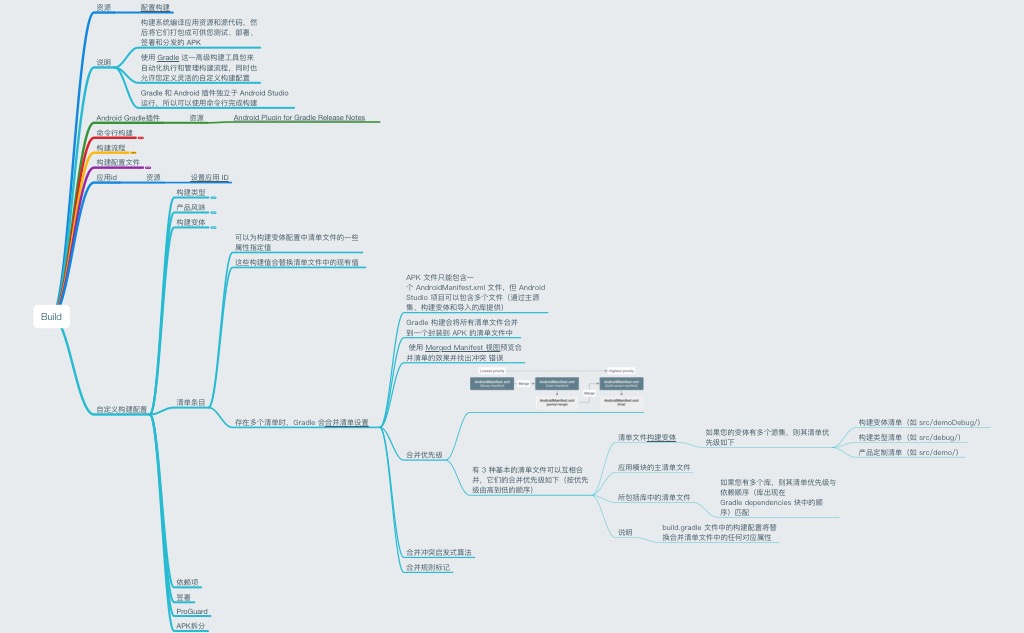 资源
配置构建
构建系统编译应用资源和源代码，然
后将它们打包成可供您测试、部署、
签署和分发的 APK
说明
使用 Gradle 这一高级构建工具包来
自动化执行和管理构建流程，同时也
允许您定义灵活的自定义构建配置
Gradle 和 Android 插件独立于 Android Studio
运行，所以可以使用命令行完成构建
Android Gradle插件
资源
Android Plugin for Gradle Release Notes
命令行构建
构建流程
构建配置文件
应用id
资源
设置应用 ID
Build
自定义构建配置
构建类型
产品风味
构建变体
清单条目
可以为构建变体配置中清单文件的一些
属性指定值
这些构建值会替换清单文件中的现有值
存在多个清单时，Gradle 会合并清单设置
APK 文件只能包含一
个 AndroidManifest.xml 文件，但 Android
Studio 项目可以包含多个文件（通过主源
集、构建变体和导入的库提供）
Gradle 构建会将所有清单文件合并
到一个封装到 APK 的清单文件中
使用 Merged Manifest 视图预览合
并清单的效果并找出冲突 错误
合并优先级
Lowest priority
Highest priority
AndroidManifest.xml
Merge
AndroidManifest.xml
AndroidManifest.xml
Merge
AndroidManifest.xml
AndroidManifest.xml
有 3 种基本的清单文件可以互相合
并，它们的合并优先级如下（按优先
级由高到低的顺序）
清单文件构建变体
如果您的变体有多个源集，则其清单优
先级如下
构建变体清单（如 src/demoDebug/）
构建类型清单（如 src/debug/）
产品定制清单（如 src/demo/）
应用模块的主清单文件
所包括库中的清单文件
如果您有多个库，则其清单优先级与
依赖顺序（库出现在
Gradle dependencies 块中的顺
序）匹配
说明
build.gradle 文件中的构建配置将替
换合并清单文件中的任何对应属性
合并冲突启发式算法
合并规则标记
依赖项
签署
ProGuard
APK拆分